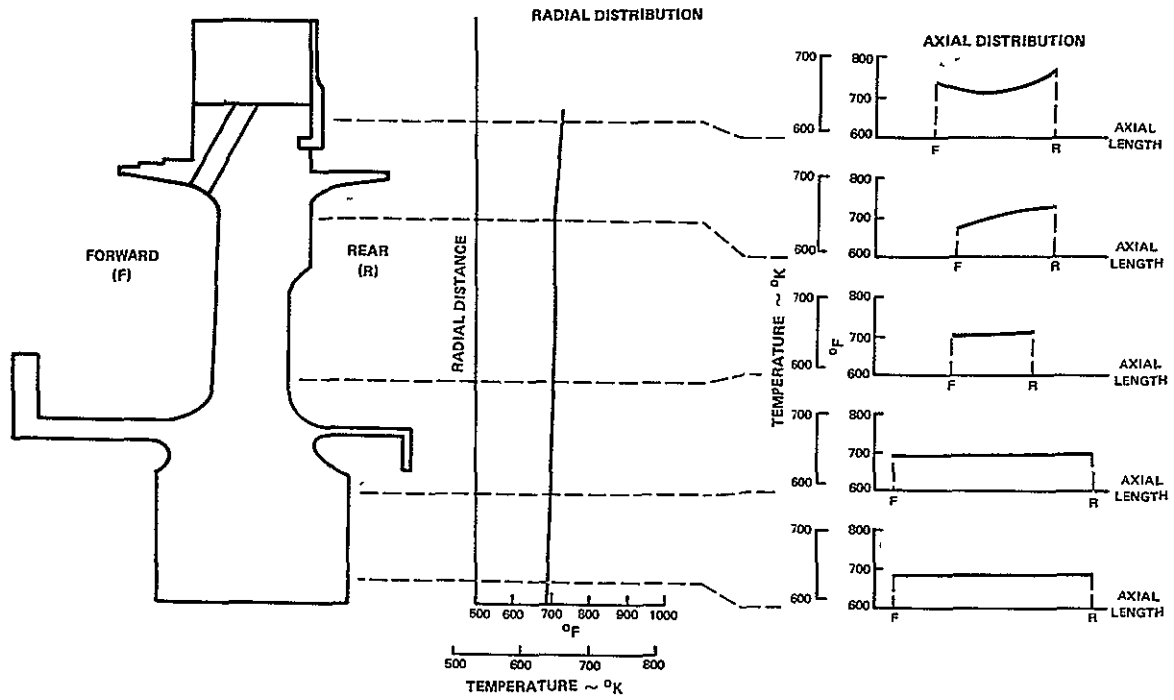 RADIAL DISTRIBUTION
AXIAL DISTRIBUTION
FORWARD
(F)
REAR
(R)
RADIAL DISTANCE
500 600 700 800 900 1000
°F
500 600 700 800
TEMPERATURE ~ °K
TEMPERATURE ~ °K
°F
700
600
800
700
600
F R
AXIAL
LENGTH
700
600
800
700
600
F R
AXIAL
LENGTH
700
600
800
700
600
F R
AXIAL
LENGTH
700
600
800
700
600
F R
AXIAL
LENGTH
700
600
800
700
600
F R
AXIAL
LENGTH